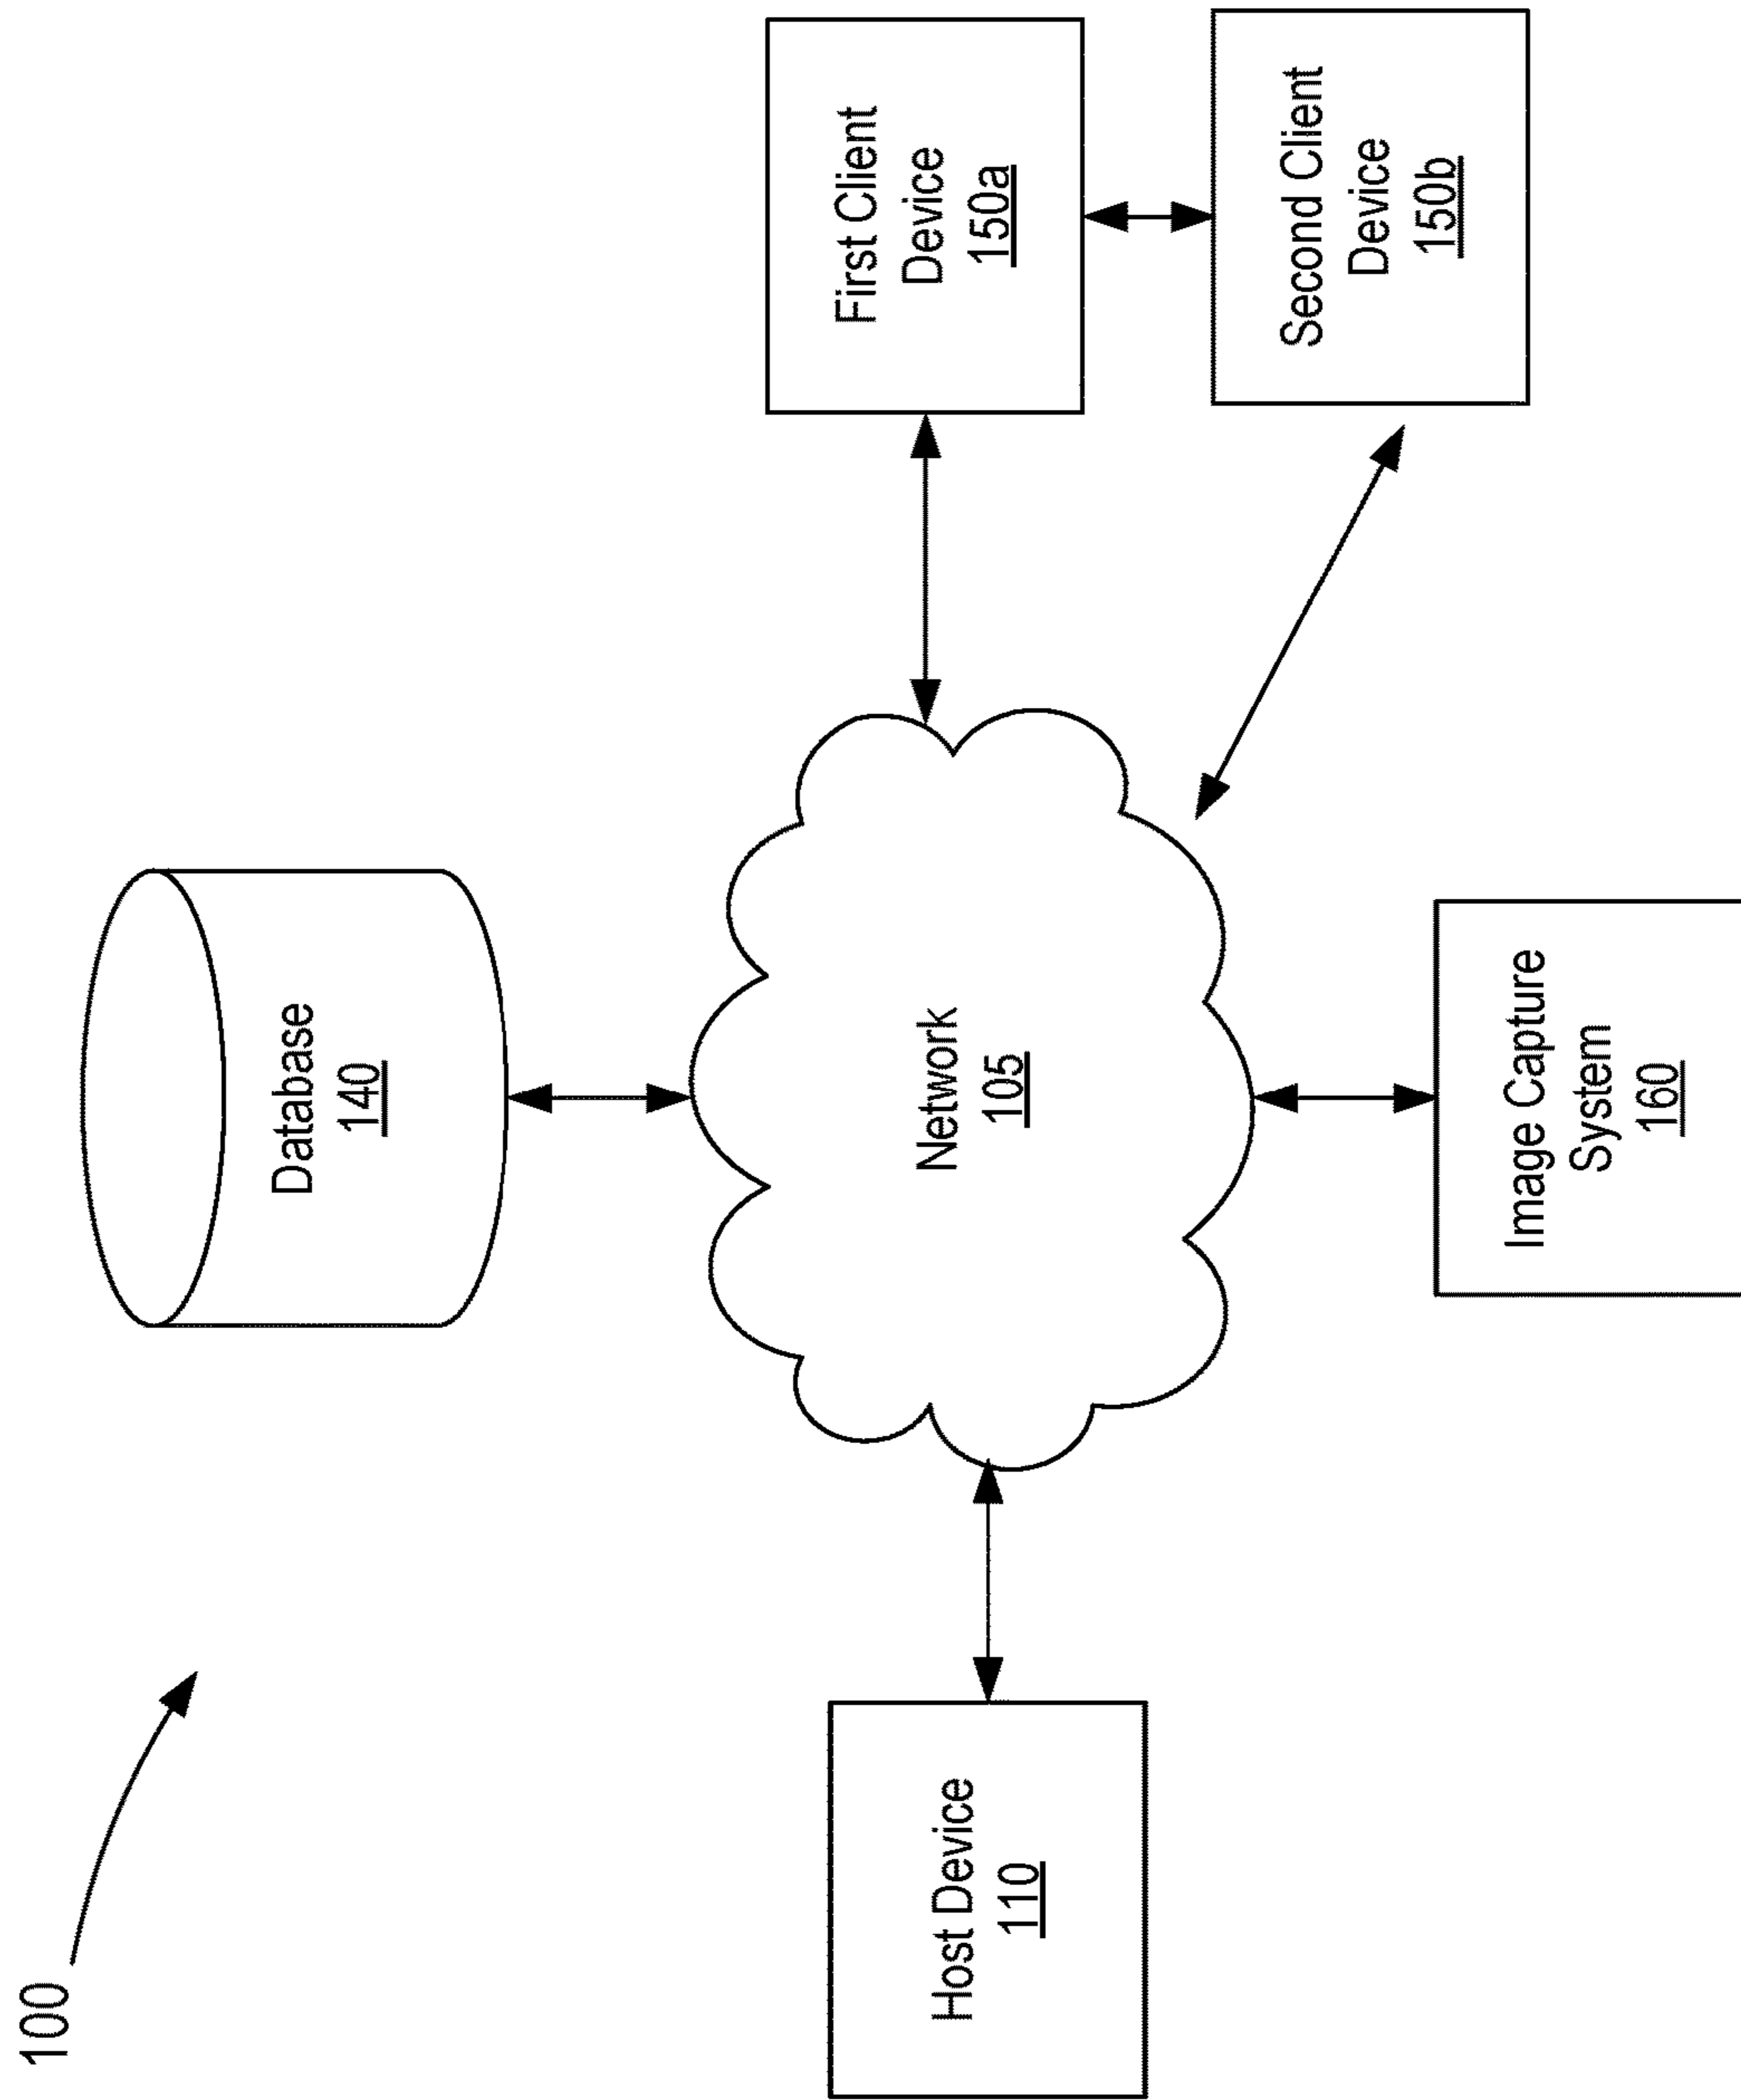 100
Database
140
Host Device
110
Network
105
First Client
Device
150a
Second Client
Device
150b
Image Capture
System
160